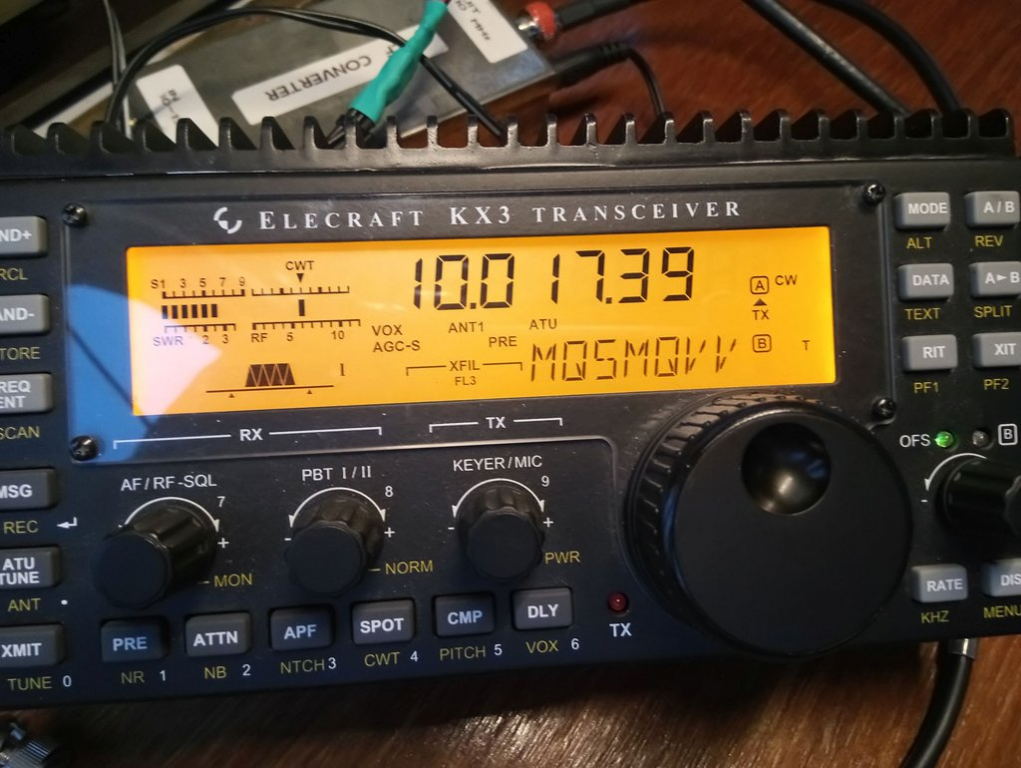 CONVERTER
ELECRAFT KX3 TRANSCEIVER
S1 3 5 7 9
CWT
10.017.39
A CW
TX
SWR 2 3 RF 5 10
VOX
AGC-S
ANT1
ATU
PRE
XFIL
FL3
MQSMQVV
B
T
1
ND+
RCL
AND-
TORE
REQ
ENT
SCAN
MSG
REC
ATU
TUNE
ANT
XMIT
TUNE 0
MODE
ALT
A/B
REV
DATA
TEXT
A►B
SPLIT
RIT
PF1
XIT
PF2
OFS
B
RX
TX
AF/RF-SQL
7
- +
MON
PBT I/II
8
- +
NORM
KEYER/MIC
9
- +
PWR
-
RATE
KHZ
DIS
MENU
PRE
NR 1
ATTN
NB 2
APF
NTCH 3
SPOT
CWT 4
CMP
PITCH 5
DLY
VOX 6
TX